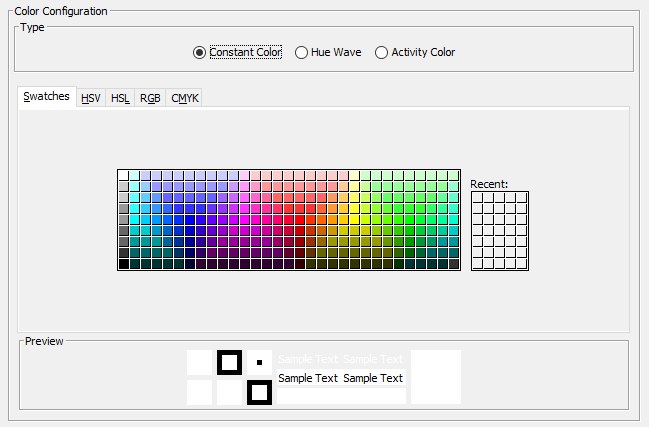 Color Configuration
Type
Constant Color Hue Wave Activity Color
Swatches HSV HSL RGB CMYK
Recent:
Preview
Sample Text Sample Text
Sample Text Sample Text